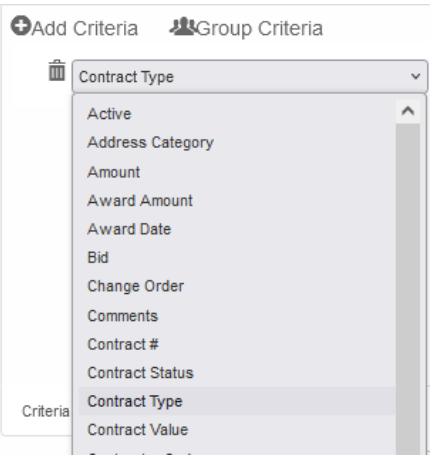 Add Criteria Group Criteria
Contract Type
Active
Address Category
Amount
Award Amount
Award Date
Bid
Change Order
Comments
Contract #
Contract Status
Contract Type
Criteria
Contract Value